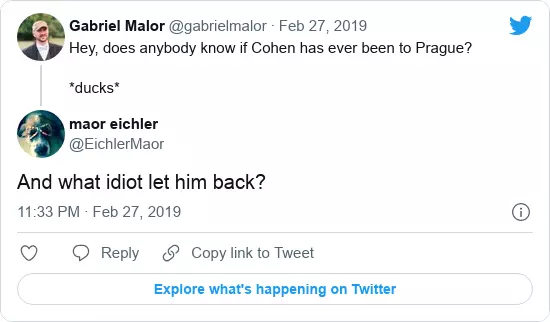 Gabriel Malor @gabrielmalor · Feb 27, 2019
Hey, does anybody know if Cohen has ever been to Prague?
*ducks*
maor eichler
@EichlerMaor
And what idiot let him back?
11:33 PM · Feb 27, 2019
Reply Copy link to Tweet
Explore what's happening on Twitter